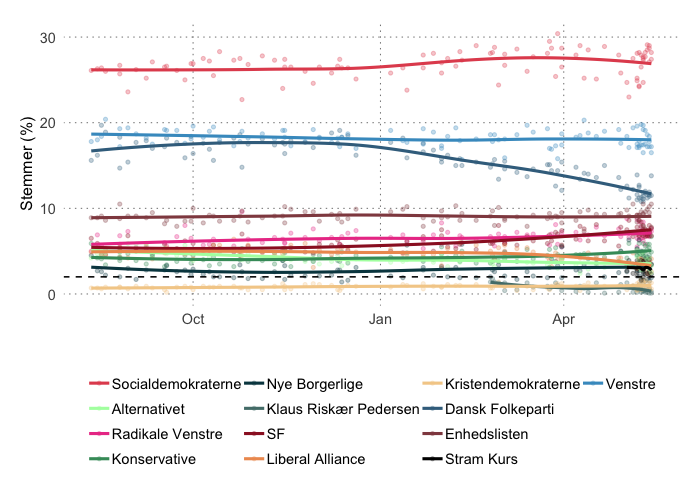 30
20
10
0
Stemmer (%)
Oct Jan Apr
Socialdemokraterne Nye Borgerlige Kristendemokraterne Venstre
Alternativet Klaus Riskær Pedersen Dansk Folkeparti
Radikale Venstre SF Enhedslisten
Konservative Liberal Alliance Stram Kurs